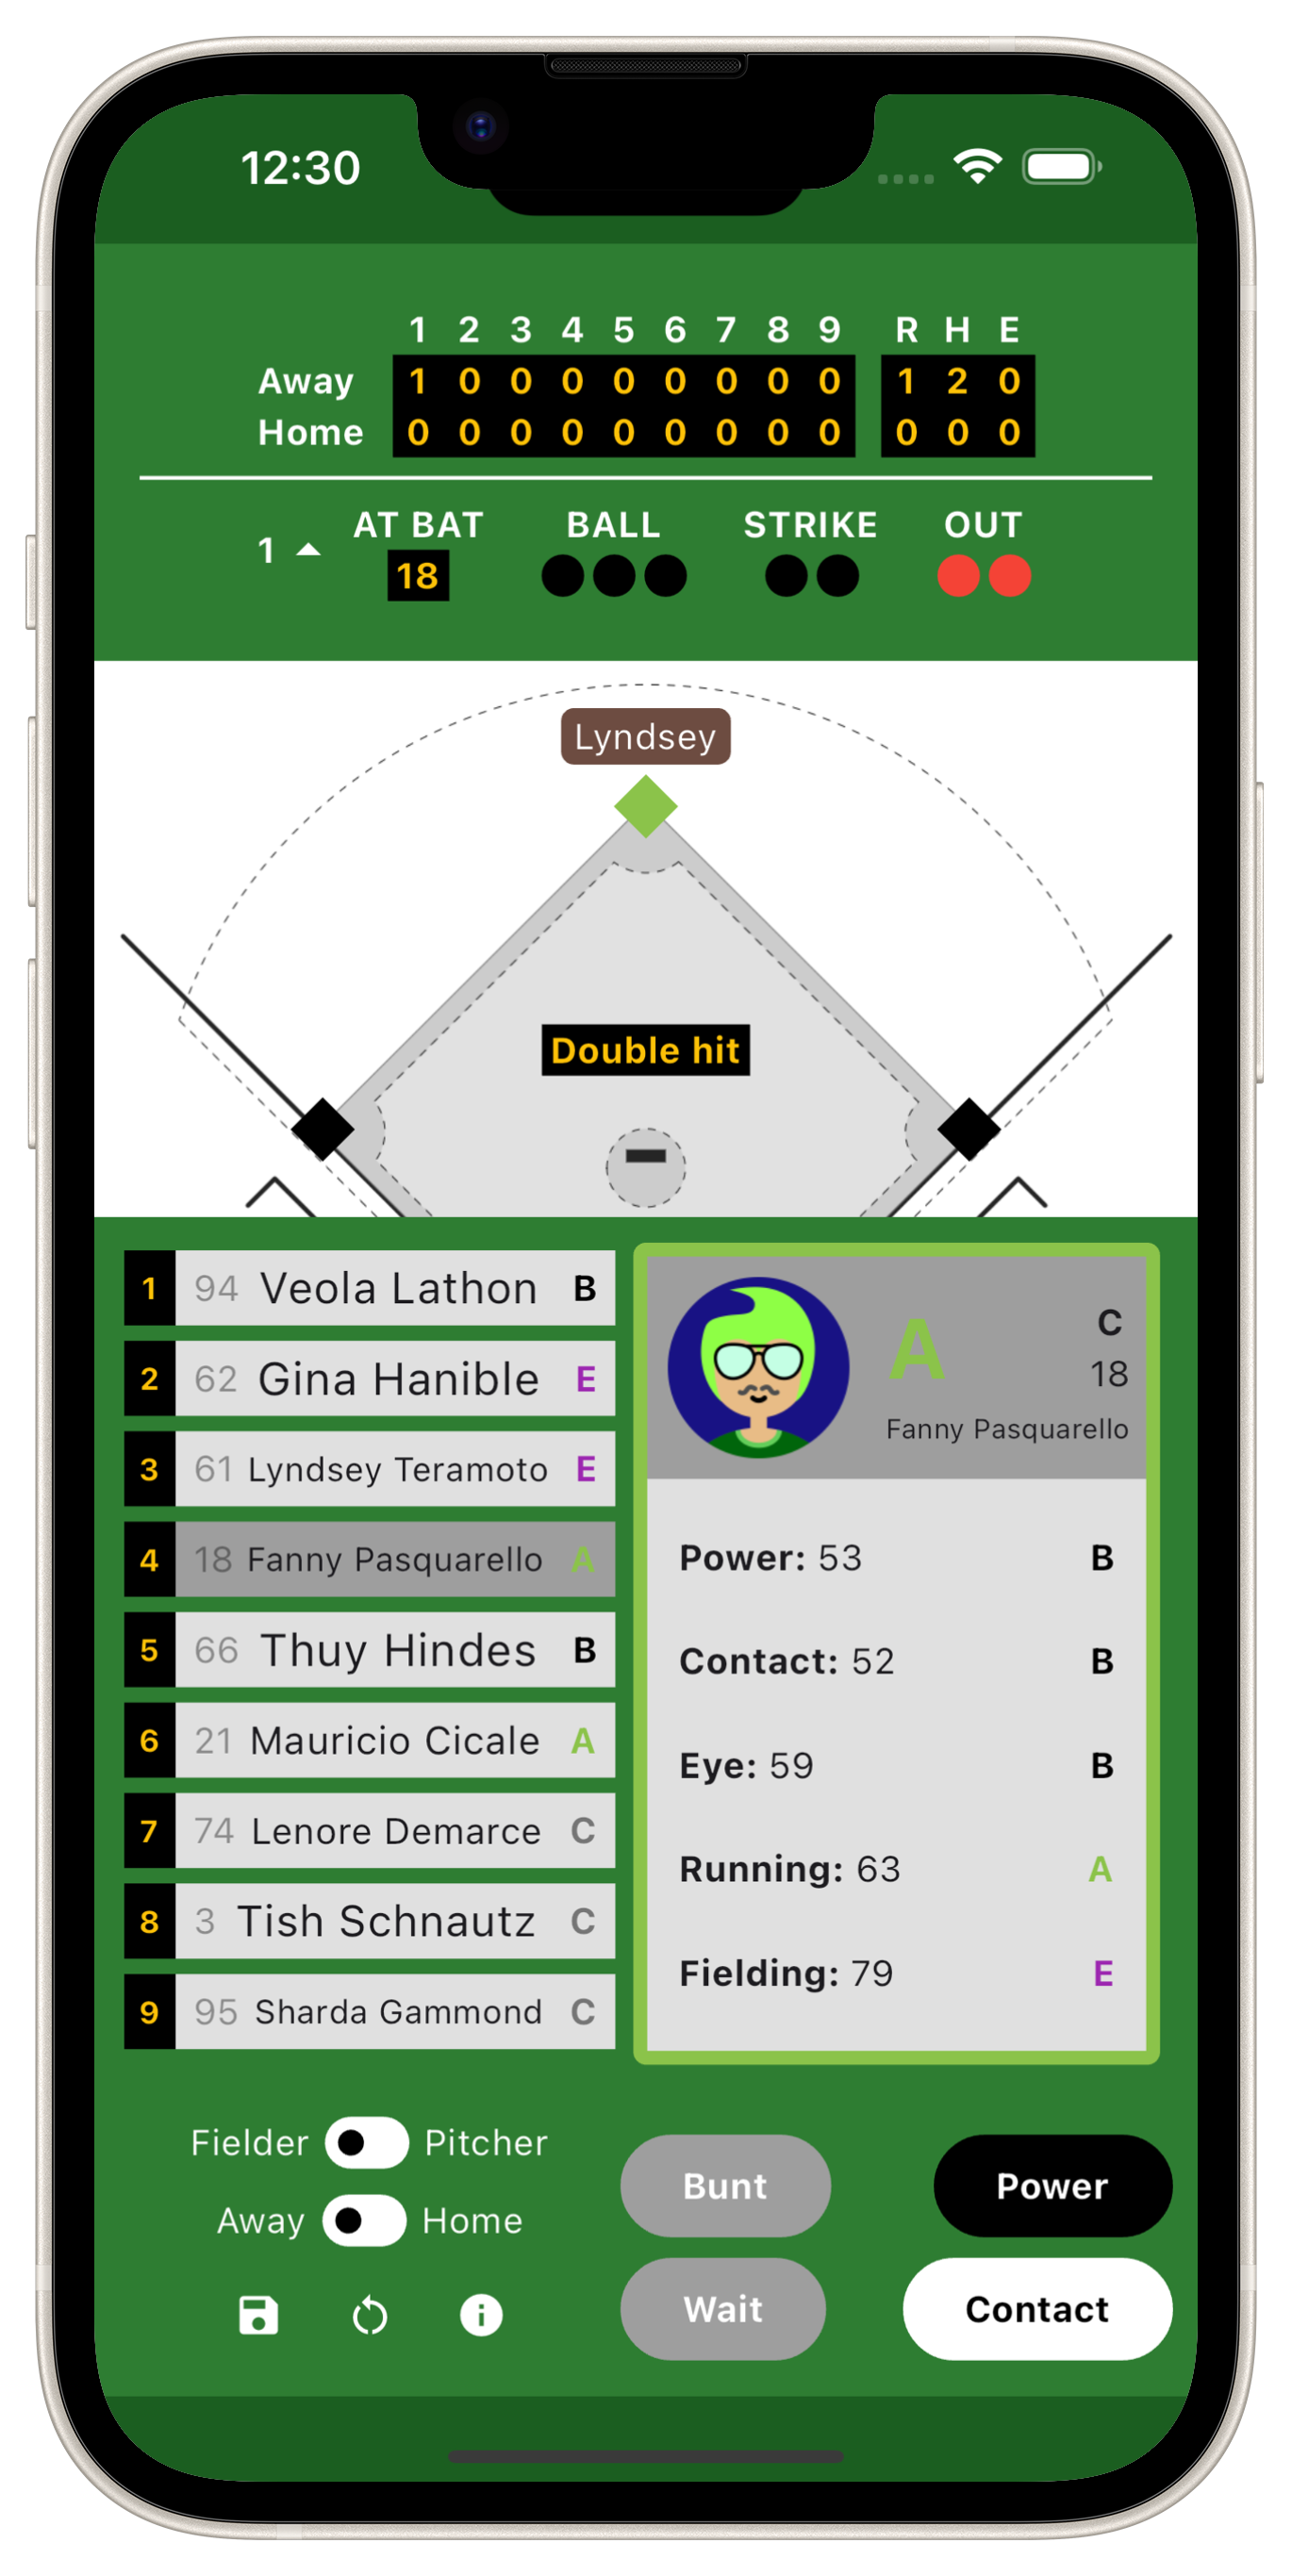 12:30
1 2 3 4 5 6 7 8 9 R H E
Away 1 0 0 0 0 0 0 0 0 1 2 0
Home 0 0 0 0 0 0 0 0 0 0 0 0
AT BAT BALL STRIKE OUT
1
18
Lyndsey
Double hit
1 94 Veola Lathon B
2 62 Gina Hanible E
3 61 Lyndsey Teramoto E
4 18 Fanny Pasquarello A
5 66 Thuy Hindes B
6 21 Mauricio Cicale A
7 74 Lenore Demarce C
8 3 Tish Schnautz C
9 95 Sharda Gammond C
A
C
18
Fanny Pasquarello
Power: 53 B
Contact: 52 B
Eye: 59 B
Running: 63 A
Fielding: 79 E
Fielder Pitcher
Away Home
Bunt Power
Wait Contact